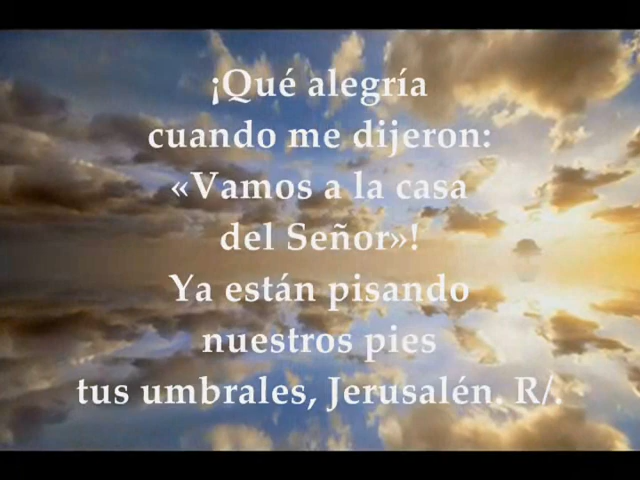 ¡Qué alegría
cuando me dijeron:
«Vamos a la casa
del Señor»!
Ya están pisando
nuestros pies
tus umbrales, Jerusalén. R/.